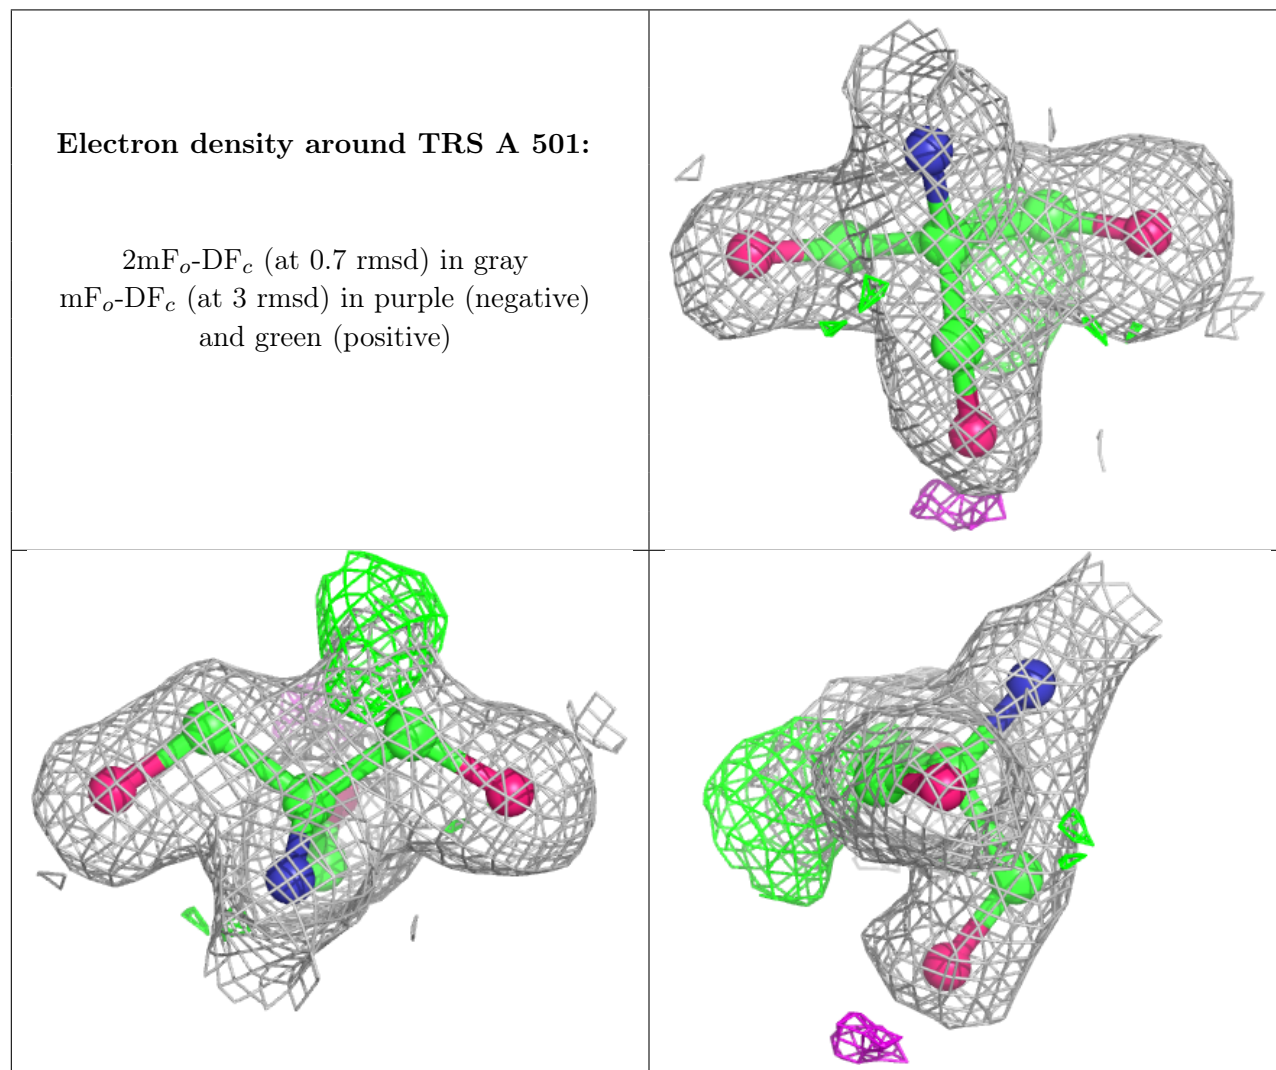 Electron density around TRS A 501:
2mFo-DFc (at 0.7 rmsd) in gray
mFo-DFc (at 3 rmsd) in purple (negative)
and green (positive)